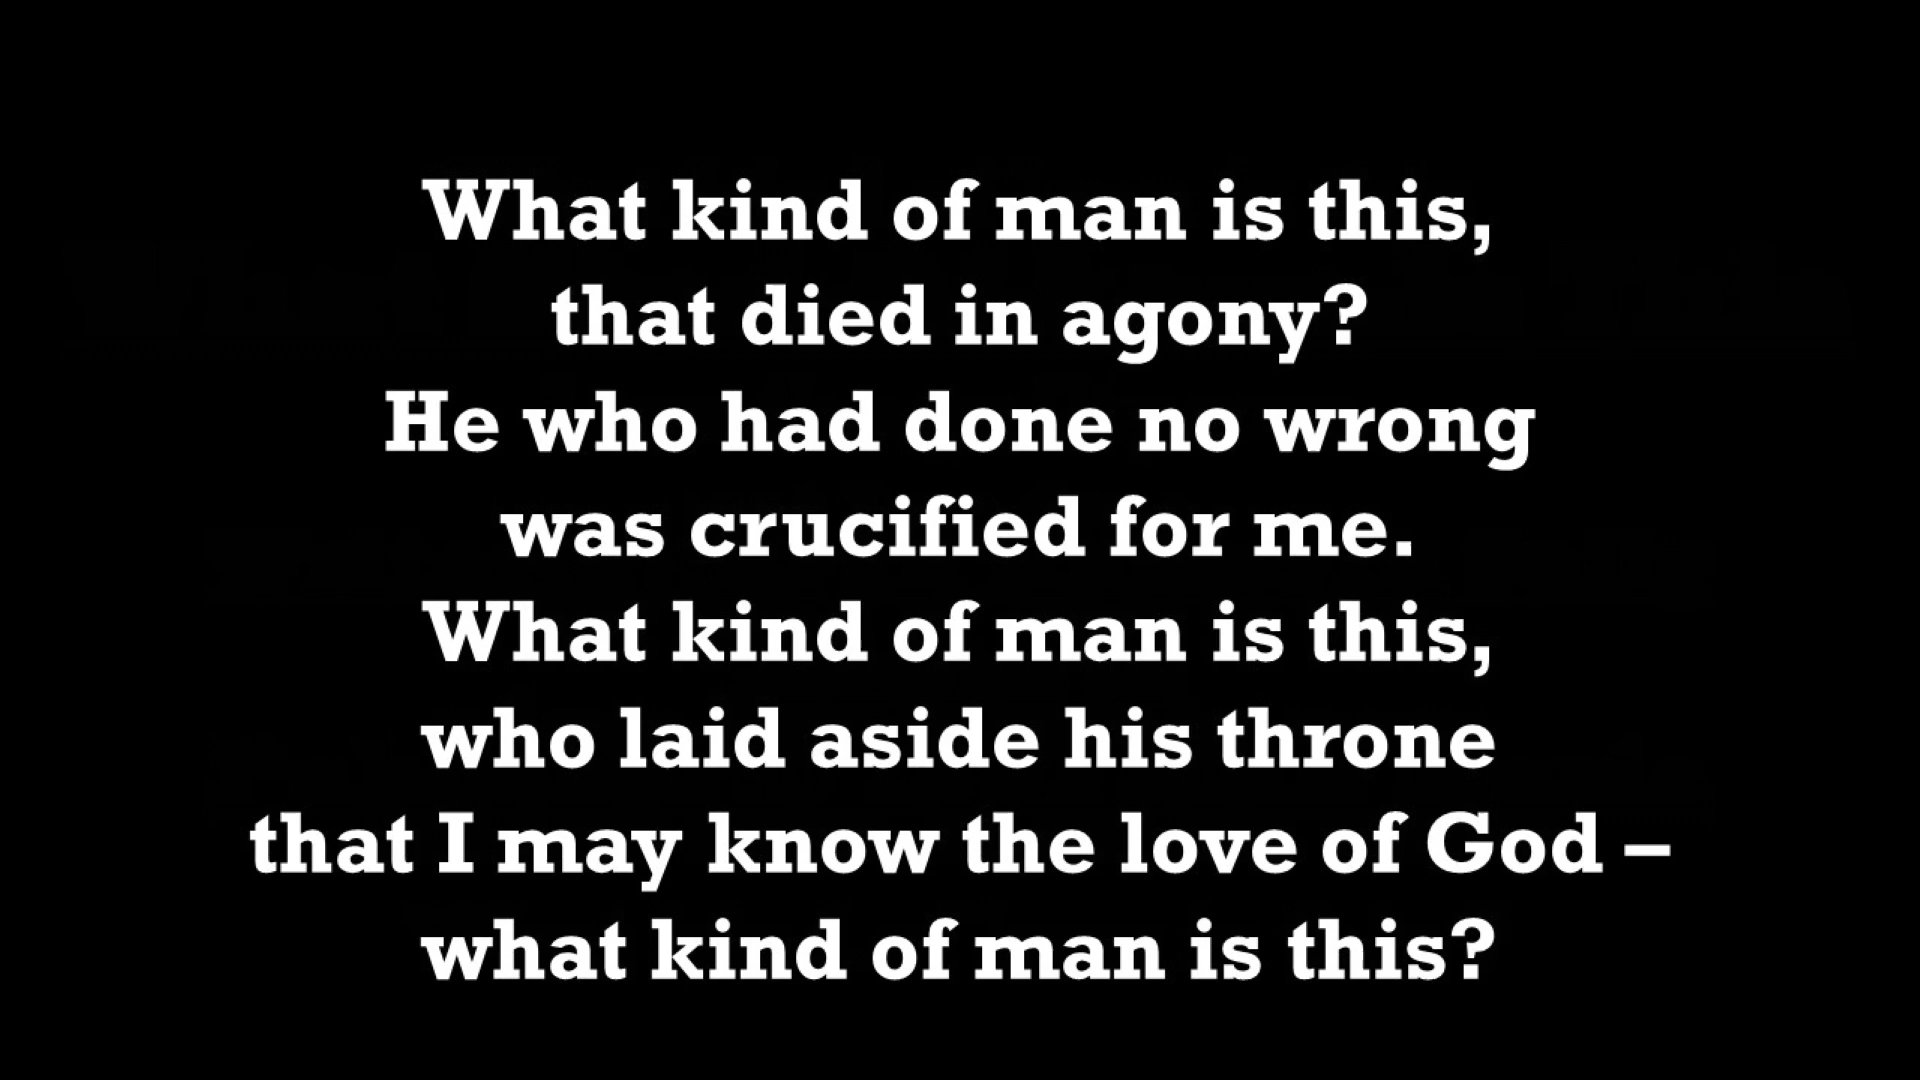 What kind of man is this,
that died in agony?
He who had done no wrong
was crucified for me.
What kind of man is this,
who laid aside his throne
that I may know the love of God –
what kind of man is this?